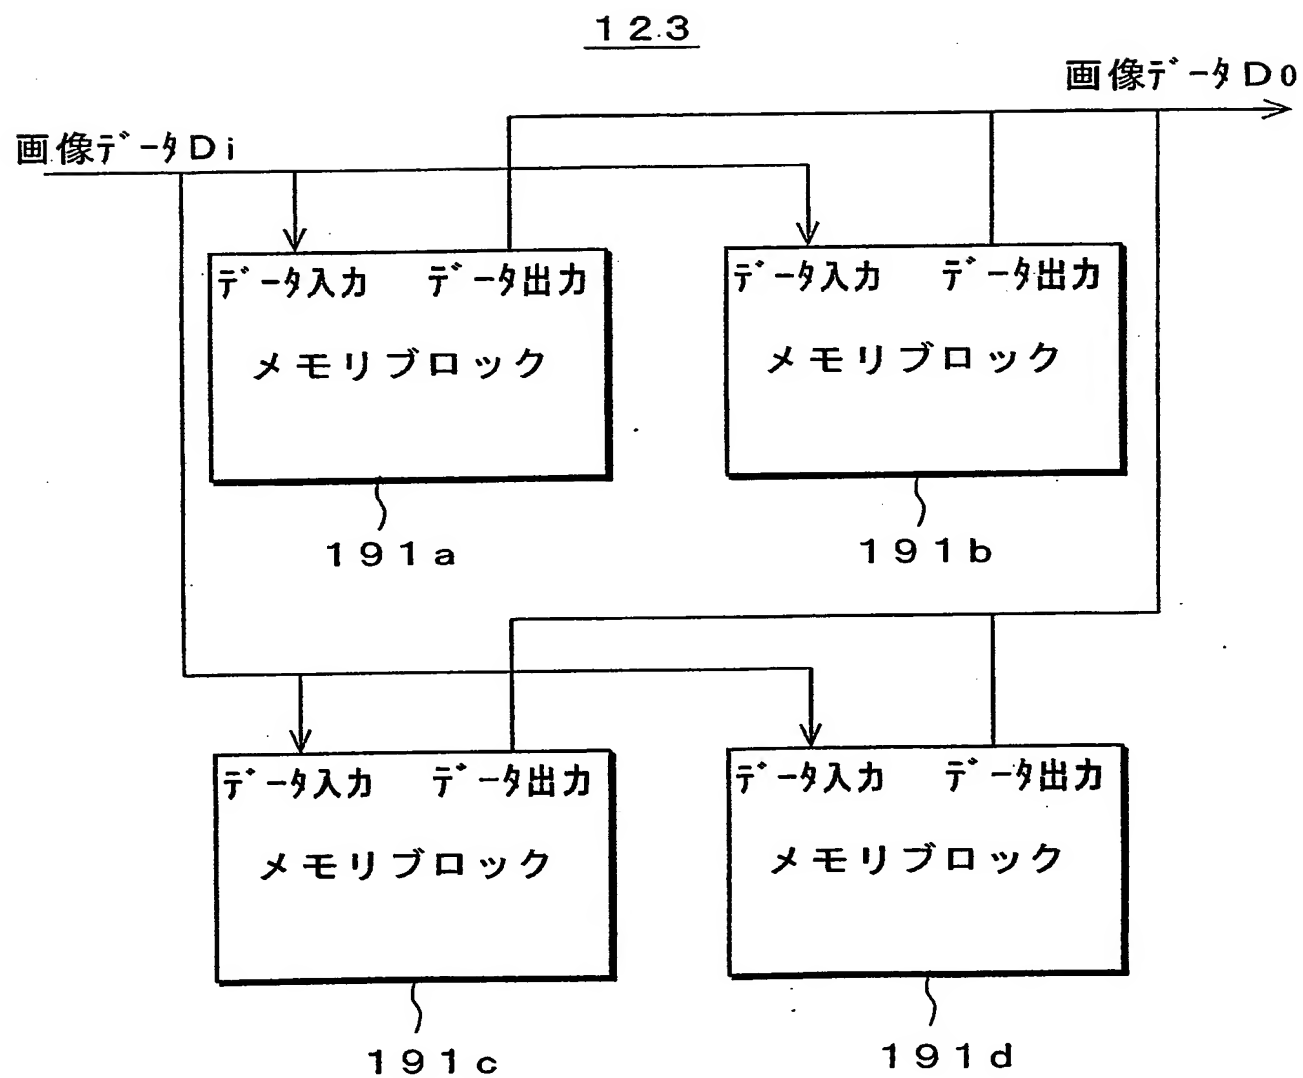 123
画像データD0
画像データDi
データ入力 データ出力
メモリブロック
191a
データ入力 データ出力
メモリブロック
191b
データ入力 データ出力
メモリブロック
191c
データ入力 データ出力
メモリブロック
191d